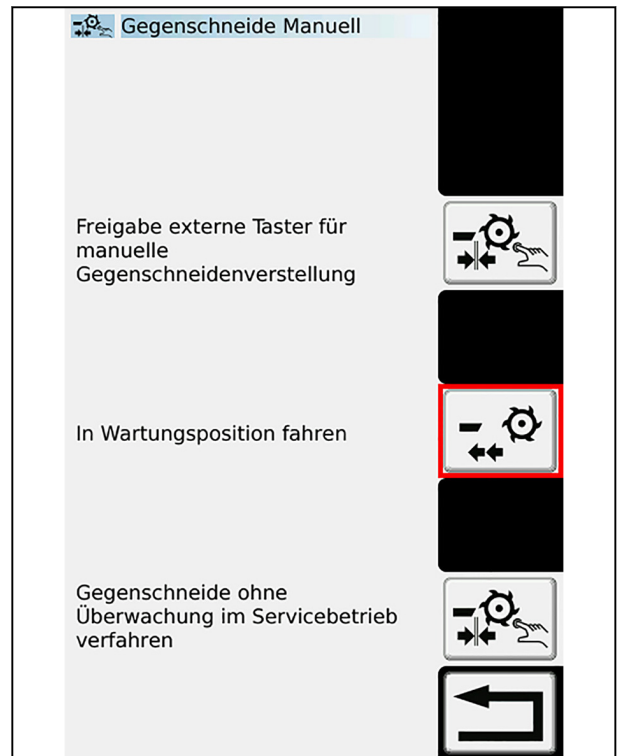 Gegenschneide Manuell
Freigabe externe Taster für
manuelle
Gegenschneidenverstellung
In Wartungsposition fahren
Gegenschneide ohne
Überwachung im Servicebetrieb
verfahren